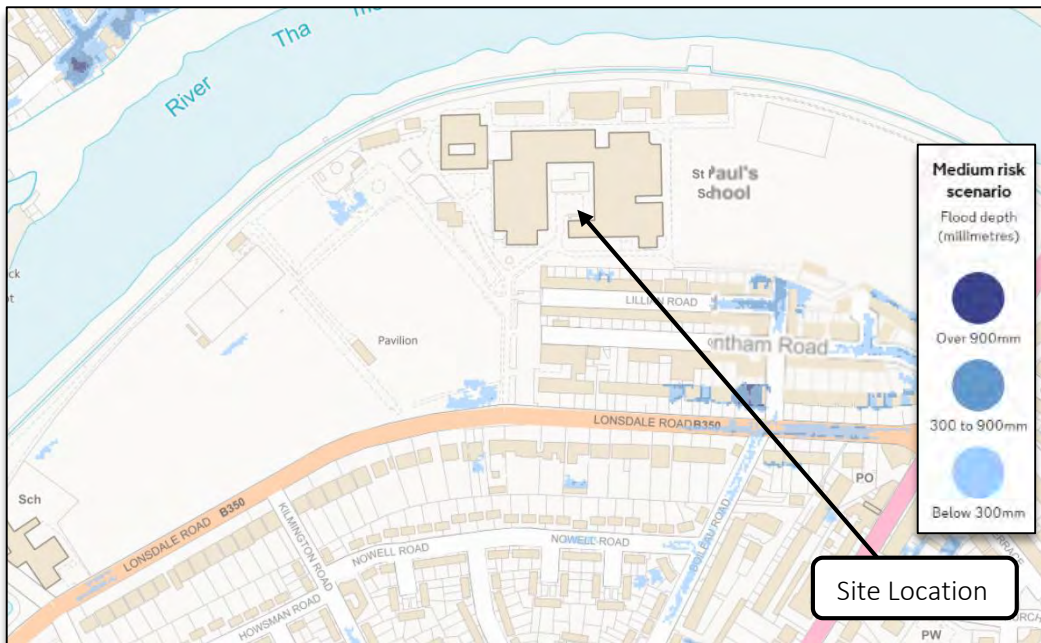 River Tha
St Paul's
School
LILLIAN ROAD
Pavilion
ntham Road
LONSDALE ROAD B350
Sch
LONSDALE ROAD B350
KILMINGTON ROAD
NOWELL ROAD
NOWELL ROAD
HOWSMAN ROAD
PO
PW
Medium risk
scenario
Flood depth
(millimetres)
Over 900mm
300 to 900mm
Below 300mm
Site Location